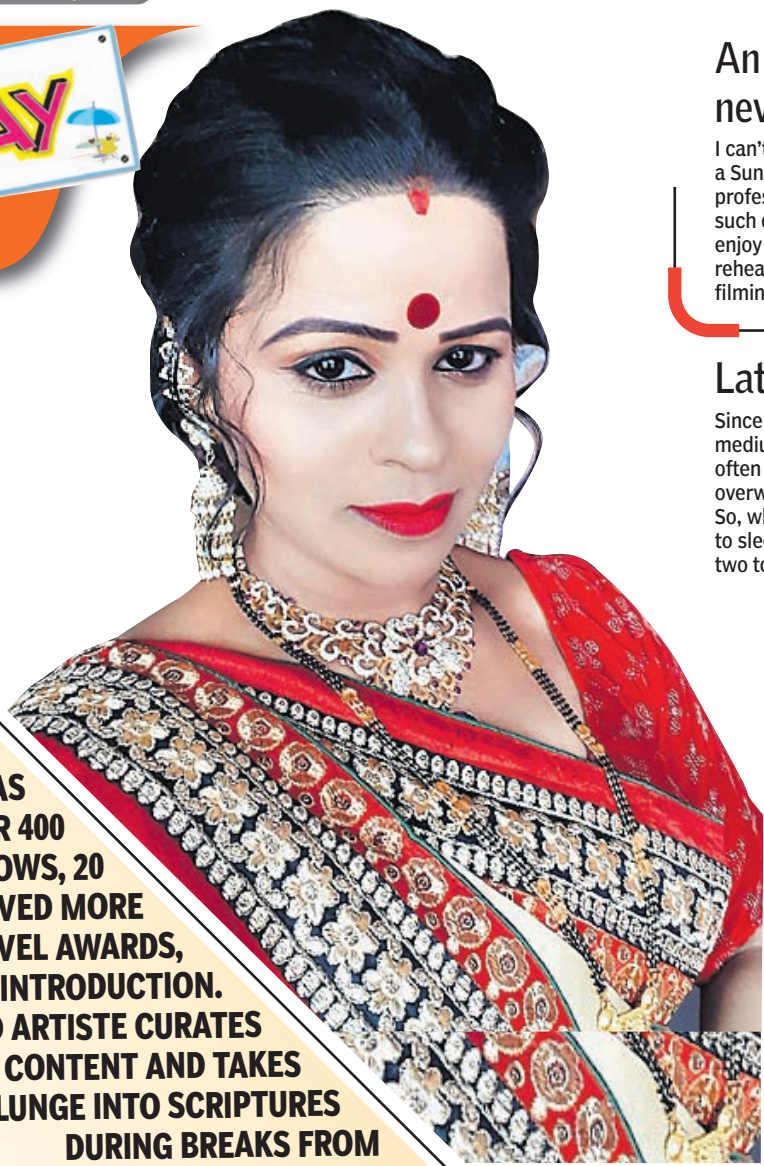 AY
An
nev
I can't
a Sun
profes
such
enjoy
rehea
filmin
Lat
Since
mediu
often
overw
So, wh
to slee
two to
AS
R 400
OWS, 20
VED MORE
VEL AWARDS,
INTRODUCTION.
ARTISTE CURATES
CONTENT AND TAKES
LUNGE INTO SCRIPTURES
DURING BREAKS FROM